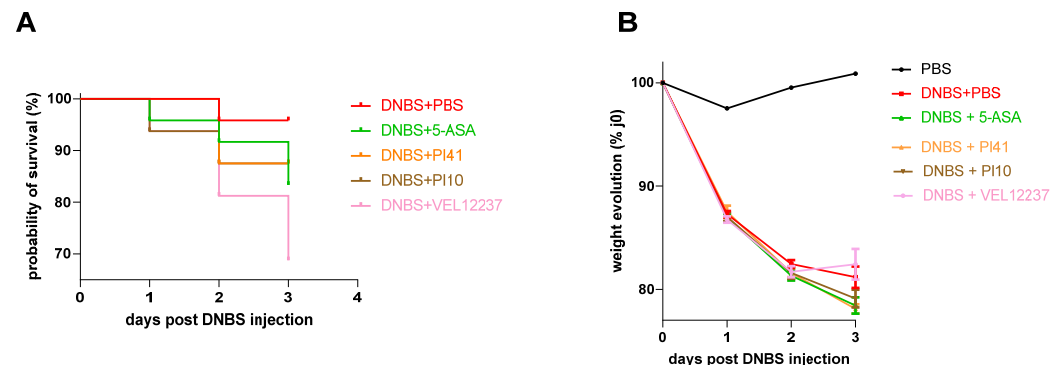 A
probability of survival (%)
100
90
80
70
0 1 2 3 4
days post DNBS injection
DNBS+PBS
DNBS+5-ASA
DNBS+PI41
DNBS+PI10
DNBS+VEL12237
B
weight evolution (% j0)
100
90
80
0 1 2 3
days post DNBS injection
PBS
DNBS+PBS
DNBS + 5-ASA
DNBS + PI41
DNBS + PI10
DNBS + VEL12237